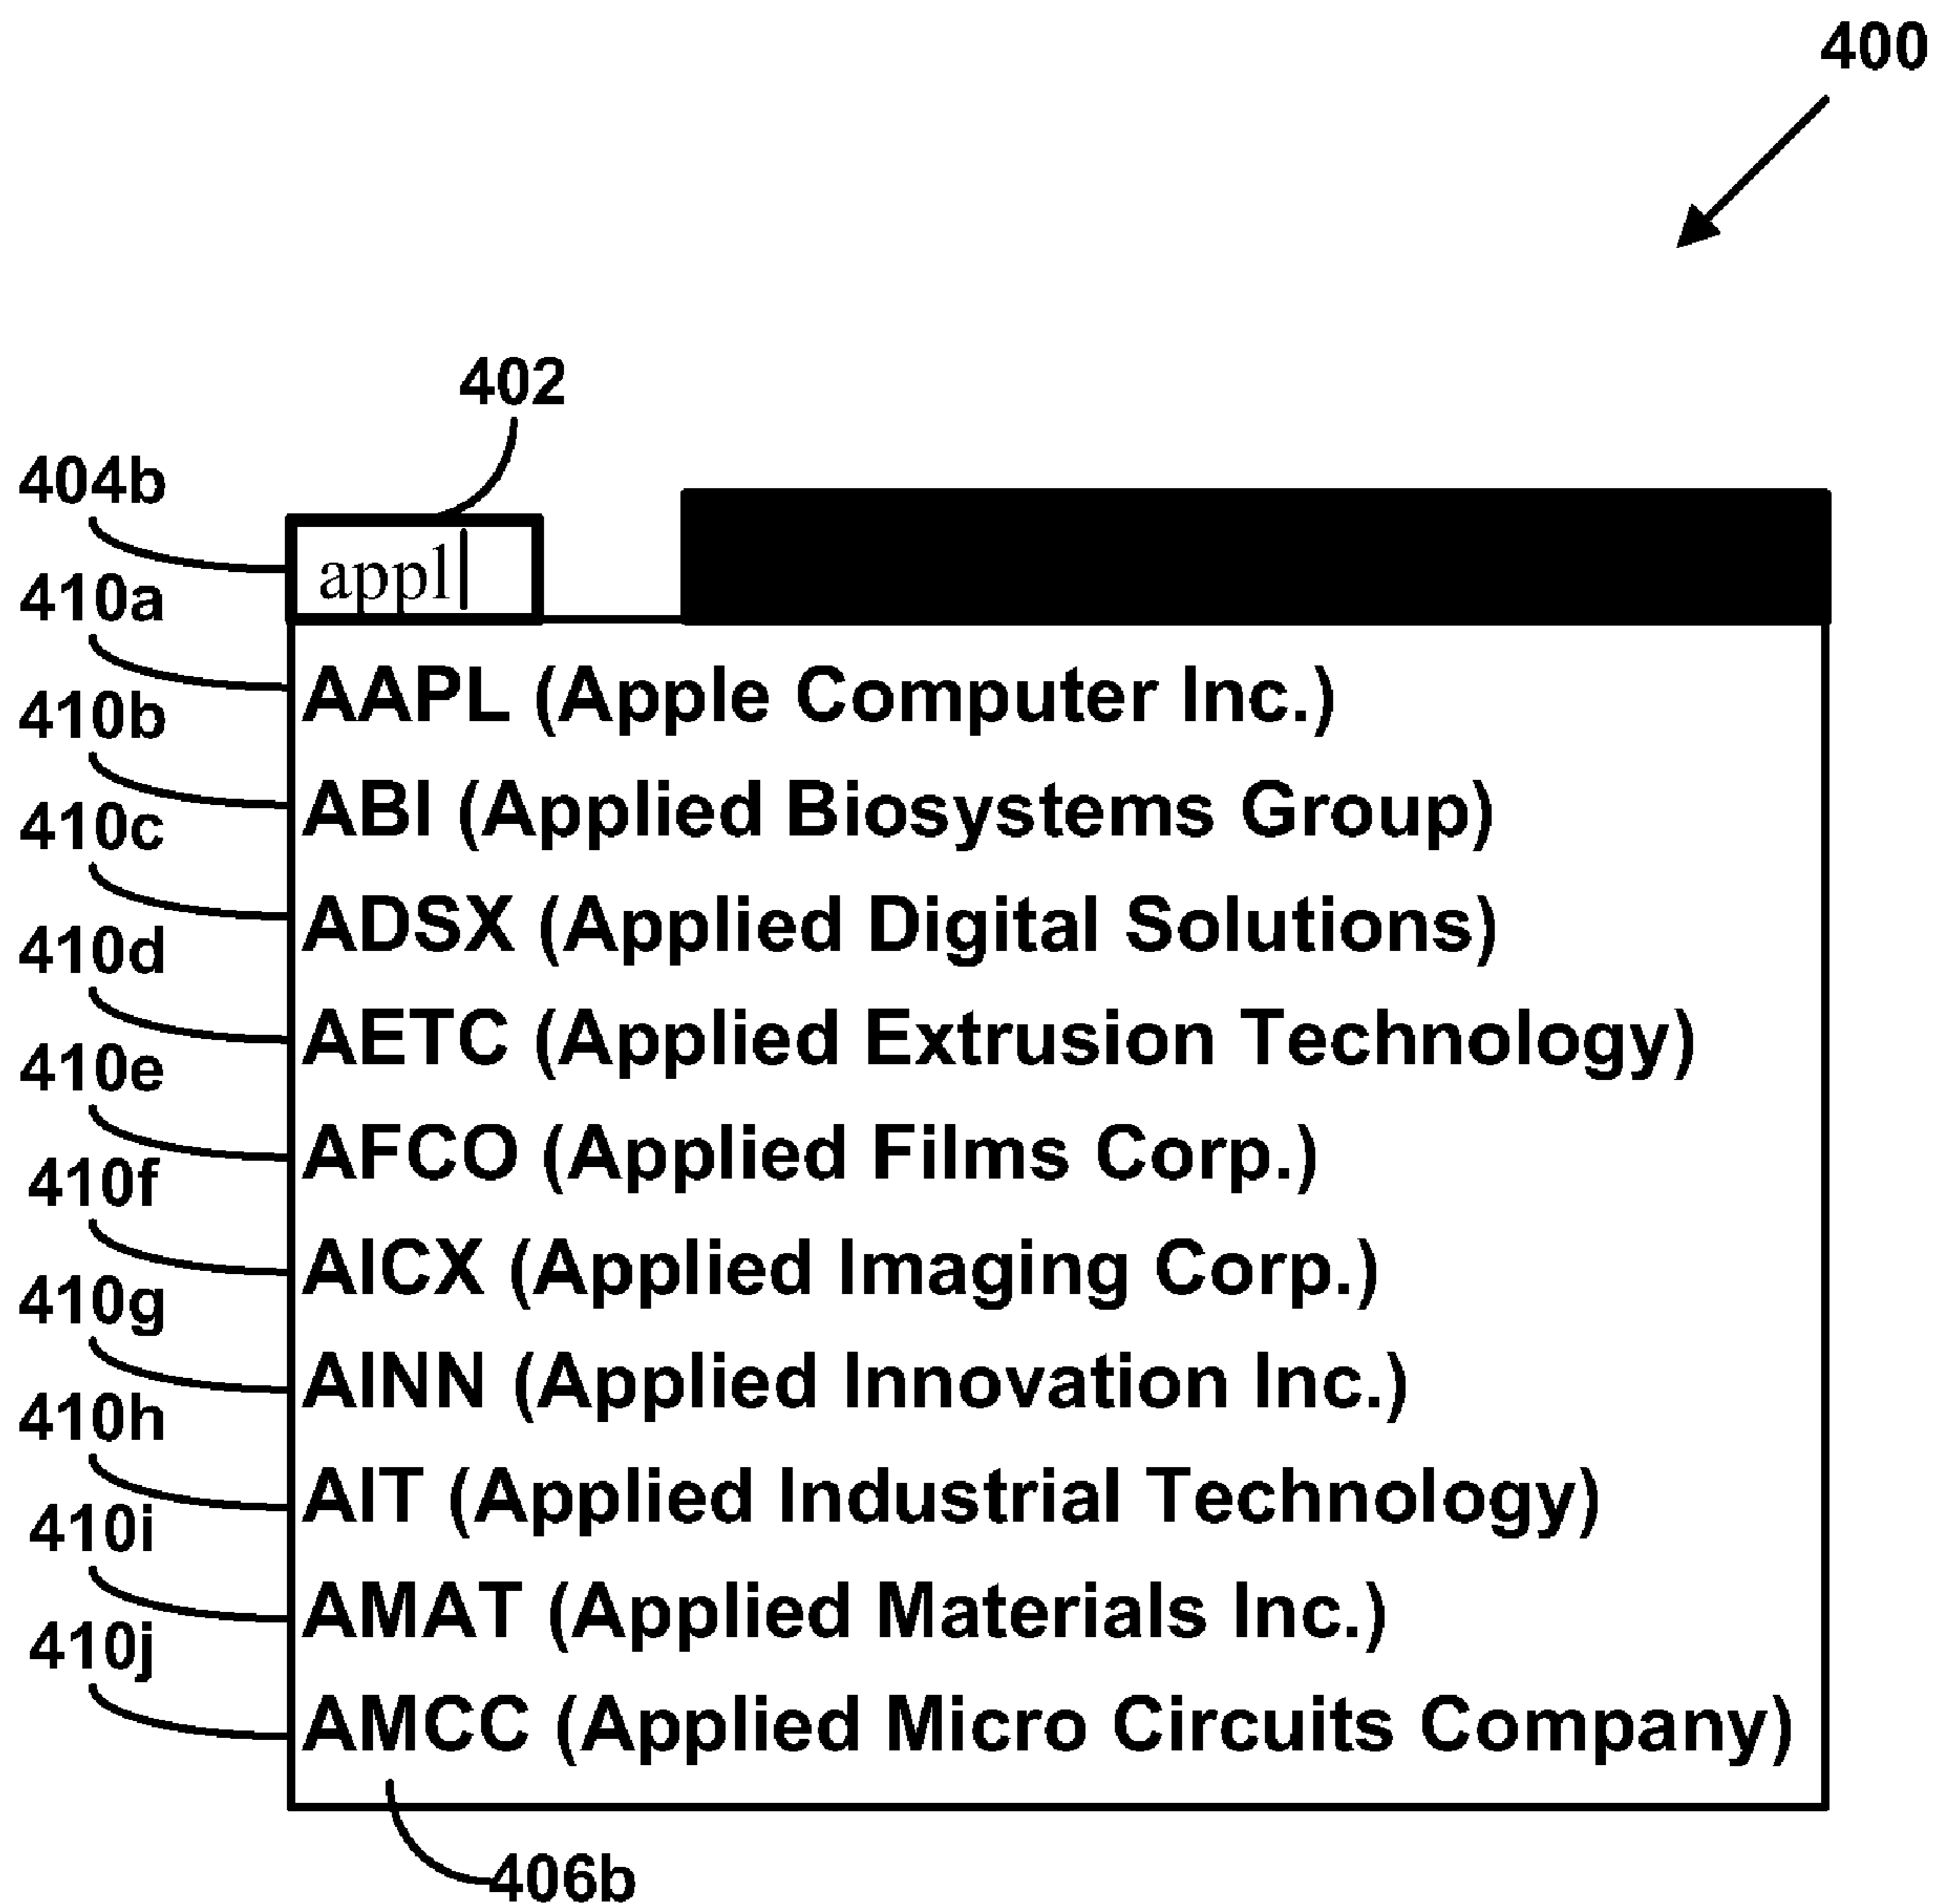 400
402
404b
appl
410a
AAPL (Apple Computer Inc.)
410b
ABI (Applied Biosystems Group)
410c
ADSX (Applied Digital Solutions)
410d
AETC (Applied Extrusion Technology)
410e
AFCO (Applied Films Corp.)
410f
AICX (Applied Imaging Corp.)
410g
AINN (Applied Innovation Inc.)
410h
AIT (Applied Industrial Technology)
410i
AMAT (Applied Materials Inc.)
410j
AMCC (Applied Micro Circuits Company)
406b